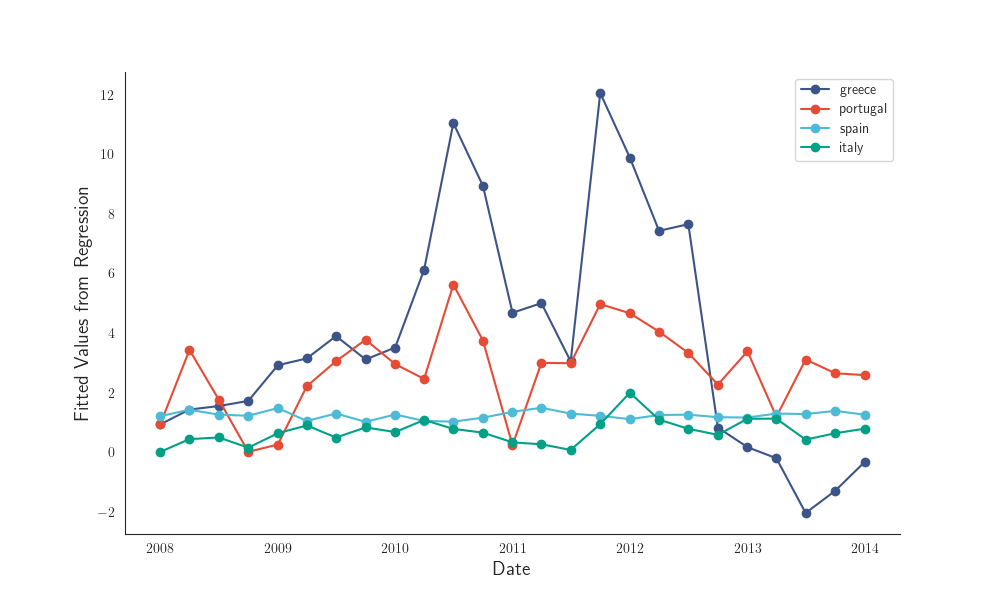 greece
portugal
spain
italy
12
10
8
6
4
2
0
−2
Fitted Values from Regression
2008 2009 2010 2011 2012 2013 2014
Date